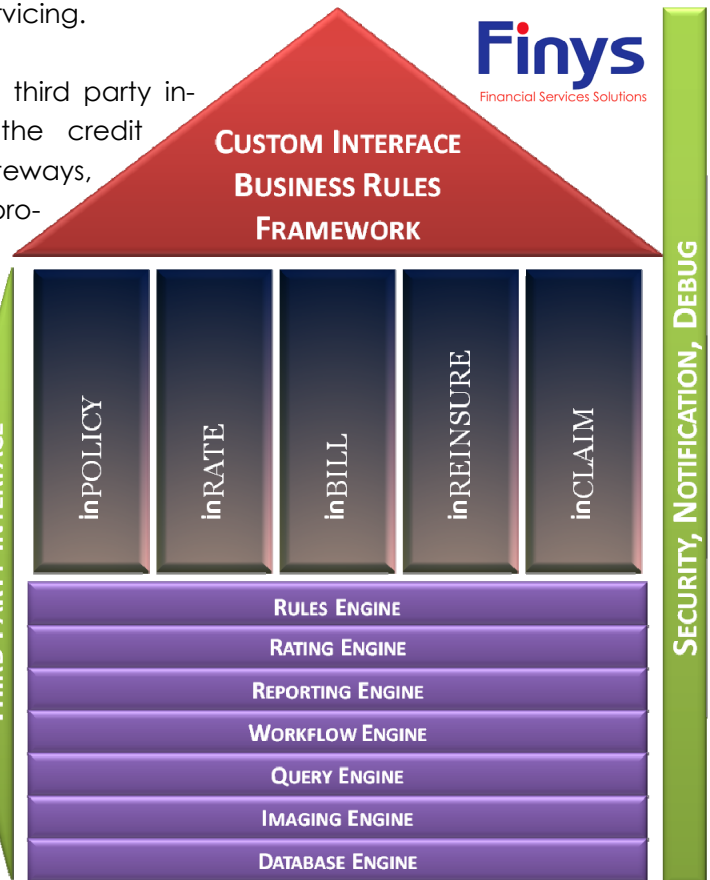 rvicing.
third party in-
the credit
eways,
pro-
Finys
Financial Services Solutions
CUSTOM INTERFACE
BUSINESS RULES
FRAMEWORK
inPOLICY
inRATE
inBILL
inREINSURE
inCLAIM
SECURITY, NOTIFICATION, DEBUG
RULES ENGINE
RATING ENGINE
REPORTING ENGINE
WORKFLOW ENGINE
QUERY ENGINE
IMAGING ENGINE
DATABASE ENGINE